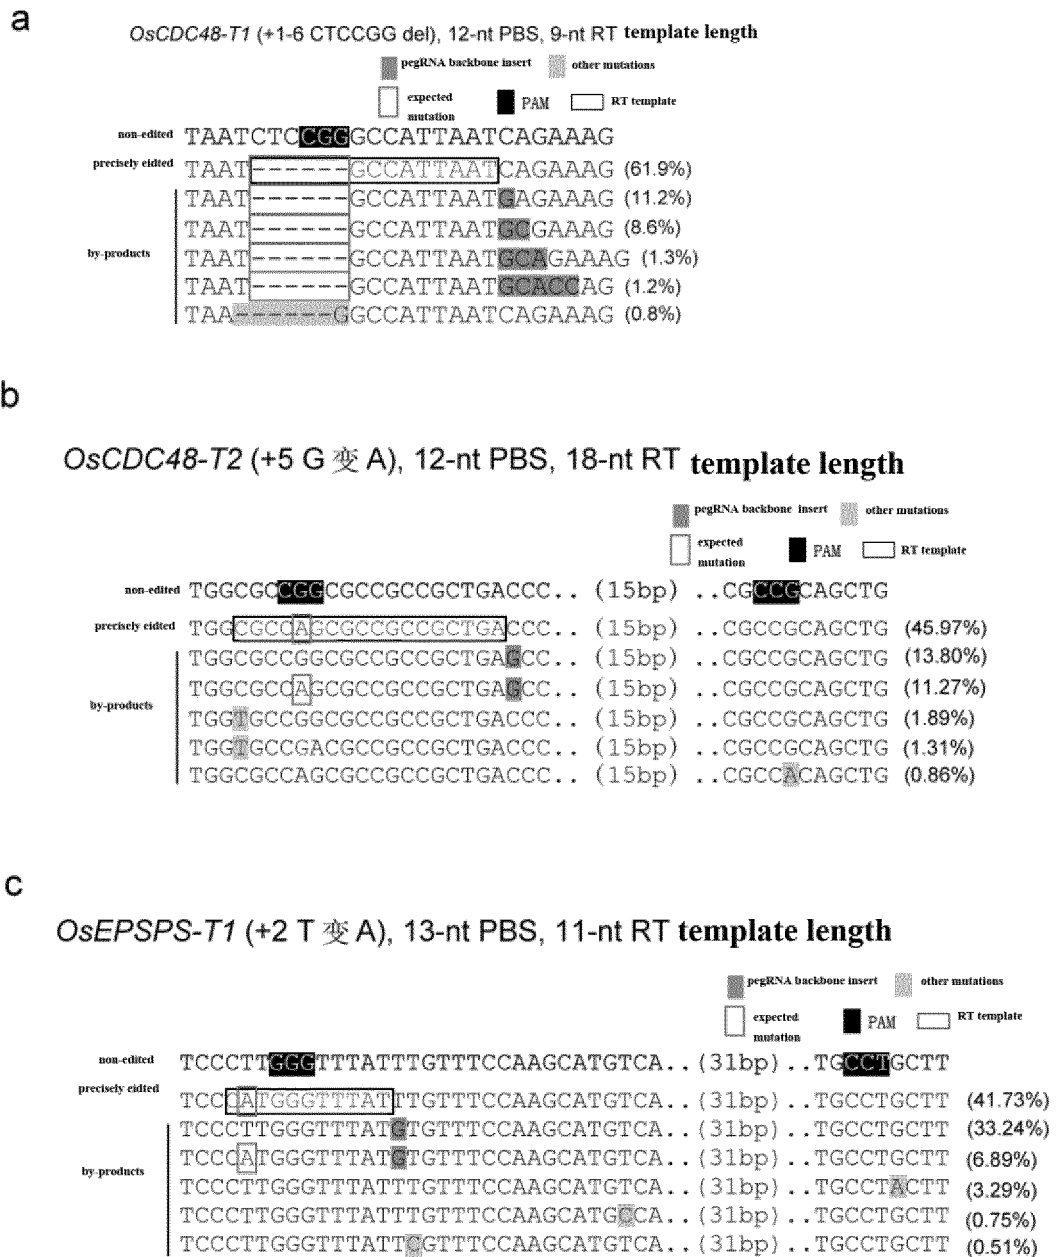 a
OsCDC48-T1 (+1-6 CTCCGG del), 12-nt PBS, 9-nt RT template length
pegRNA backbone insert other mutations
expected mutation PAM RT template
non-edited TAATCTCCGGGCCATTAATCAGAAAG
precisely eidted TAAT------GCCATTAATCAGAAAG (61.9%)
TAAT------GCCATTAATGAGAAAG (11.2%)
TAAT------GCCATTAATGCGAAAG (8.6%)
by-products TAAT------GCCATTAATGCAGAAAG (1.3%)
TAAT------GCCATTAATGCACCAG (1.2%)
TAA------GGCCATTAATCAGAAAG (0.8%)
b
OsCDC48-T2 (+5 G 变 A), 12-nt PBS, 18-nt RT template length
pegRNA backbone insert other mutations
expected mutation PAM RT template
non-edited TGGCGCCGGCGCCGCCGCTGACCC.. (15bp) ..CGCCGCAGCTG
precisely eidted TGGCGCCAGCGCCGCCGCTGACCC.. (15bp) ..CGCCGCAGCTG (45.97%)
TGGCGCCGGCGCCGCCGCTGAGCC.. (15bp) ..CGCCGCAGCTG (13.80%)
TGGCGCCAGCGCCGCCGCTGAGCC.. (15bp) ..CGCCGCAGCTG (11.27%)
by-products TGGTGCCGGCGCCGCCGCTGACCC.. (15bp) ..CGCCGCAGCTG (1.89%)
TGGTGCCGACGCCGCCGCTGACCC.. (15bp) ..CGCCGCAGCTG (1.31%)
TGGCGCCAGCGCCGCCGCTGACCC.. (15bp) ..CGCCACAGCTG (0.86%)
c
OsEPSPS-T1 (+2 T 变 A), 13-nt PBS, 11-nt RT template length
pegRNA backbone insert other mutations
expected mutation PAM RT template
non-edited TCCCTTGGGTTTATTTGTTTCCAAGCATGTCA..(31bp)..TGCCTGCTT
precisely eidted TCCCATGGGTTTATTTGTTTCCAAGCATGTCA..(31bp)..TGCCTGCTT (41.73%)
TCCCTTGGGTTTATGTGTTTCCAAGCATGTCA..(31bp)..TGCCTGCTT (33.24%)
TCCCATGGGTTTATGTGTTTCCAAGCATGTCA..(31bp)..TGCCTGCTT (6.89%)
by-products TCCCTTGGGTTTATTTGTTTCCAAGCATGTCA..(31bp)..TGCCTACTT (3.29%)
TCCCTTGGGTTTATTTGTTTCCAAGCATGCCA..(31bp)..TGCCTGCTT (0.75%)
TCCCTTGGGTTTATTCGTTTCCAAGCATGTCA..(31bp)..TGCCTGCTT (0.51%)